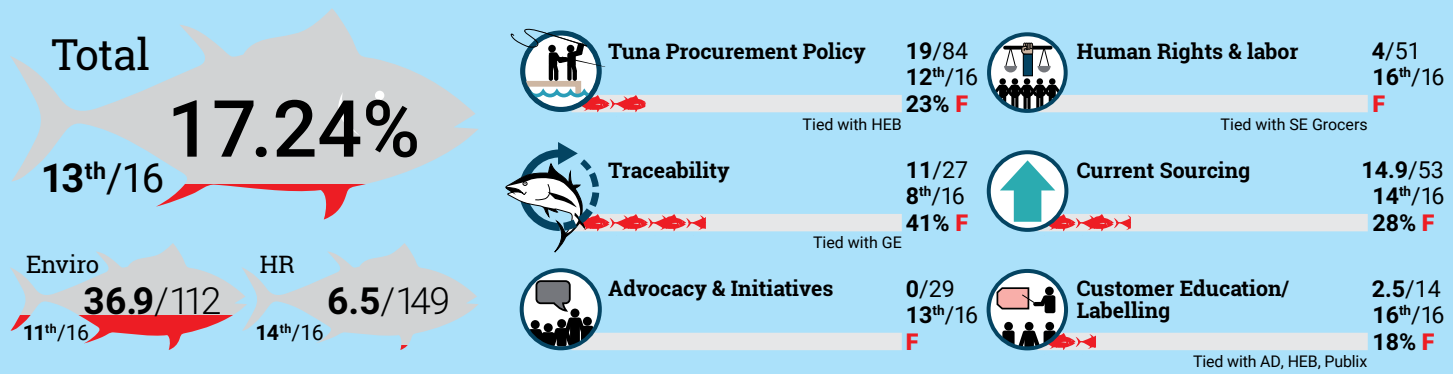 Total
17.24%
13th/16
Enviro
36.9/112
11th/16
HR
6.5/149
14th/16
Tuna Procurement Policy
19/84
12th/16
23% F
Tied with HEB
Traceability
11/27
8th/16
41% F
Tied with GE
Advocacy & Initiatives
0/29
13th/16
F
Human Rights & labor
4/51
16th/16
F
Tied with SE Grocers
Current Sourcing
14.9/53
14th/16
28% F
Customer Education/
Labelling
2.5/14
16th/16
18% F
Tied with AD, HEB, Publix